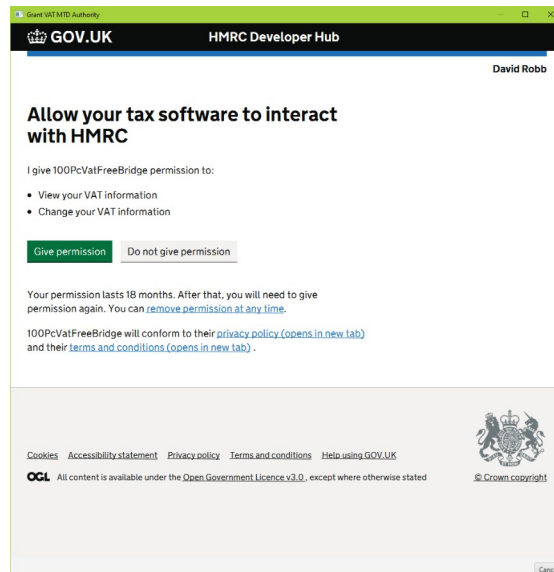 Grant VAT MTD Authority
GOV.UK HMRC Developer Hub
David Robb
Allow your tax software to interact
with HMRC
I give 100PcVatFreeBridge permission to:
• View your VAT information
• Change your VAT information
Give permission Do not give permission
Your permission lasts 18 months. After that, you will need to give
permission again. You can remove permission at any time.
100PcVatFreeBridge will conform to their privacy policy (opens in new tab)
and their terms and conditions (opens in new tab) .
Cookies Accessibility statement Privacy policy Terms and conditions Help using GOV.UK
OGL All content is available under the Open Government Licence v3.0 , except where otherwise stated
© Crown copyright
Canc